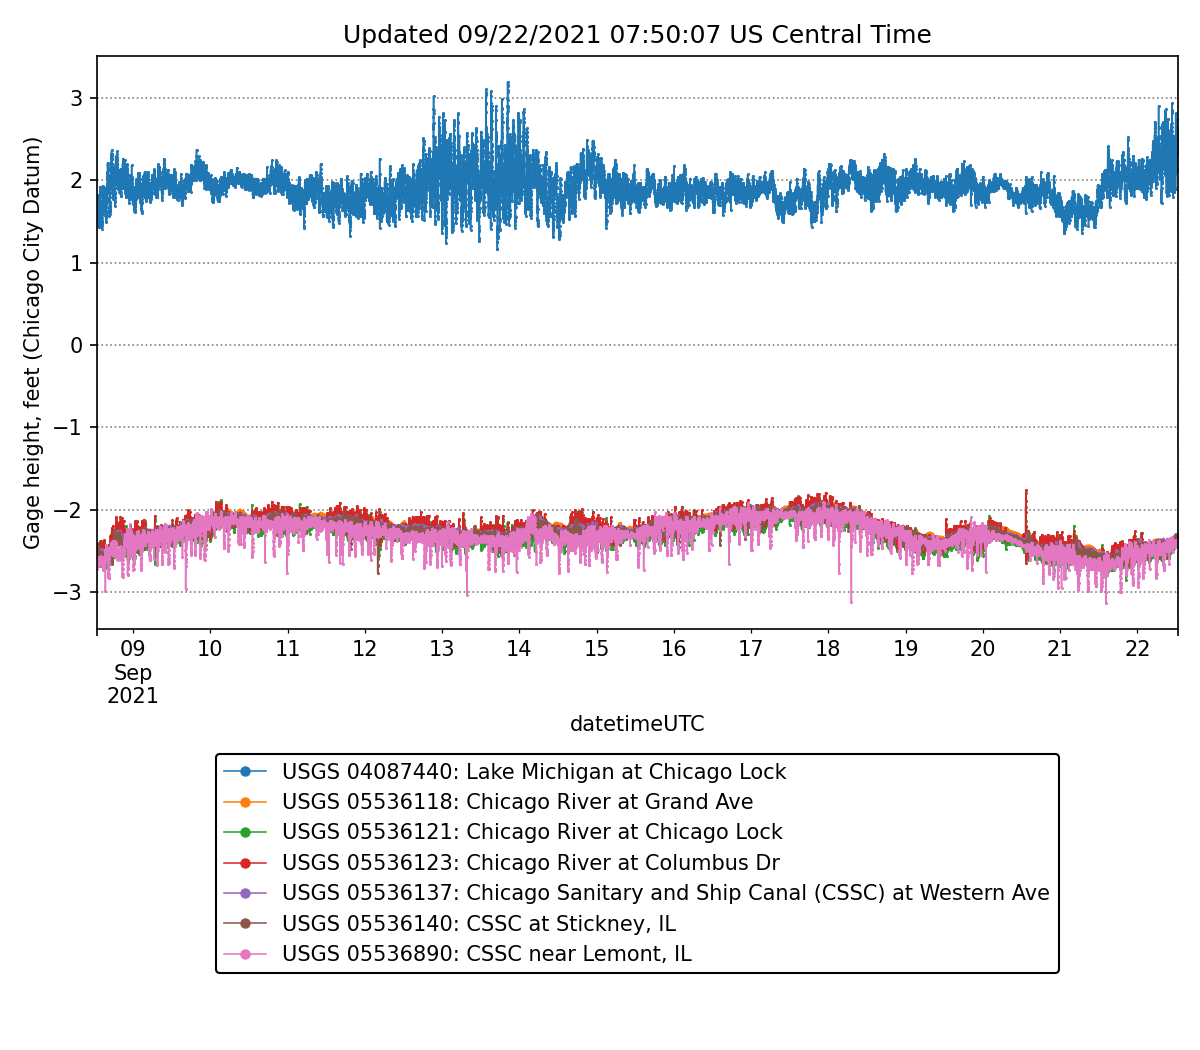 Updated 09/22/2021 07:50:07 US Central Time
Gage height, feet (Chicago City Datum)
3
2
1
0
−1
−2
−3
09 10 11 12 13 14 15 16 17 18 19 20 21 22
Sep
2021
datetimeUTC
USGS 04087440: Lake Michigan at Chicago Lock
USGS 05536118: Chicago River at Grand Ave
USGS 05536121: Chicago River at Chicago Lock
USGS 05536123: Chicago River at Columbus Dr
USGS 05536137: Chicago Sanitary and Ship Canal (CSSC) at Western Ave
USGS 05536140: CSSC at Stickney, IL
USGS 05536890: CSSC near Lemont, IL